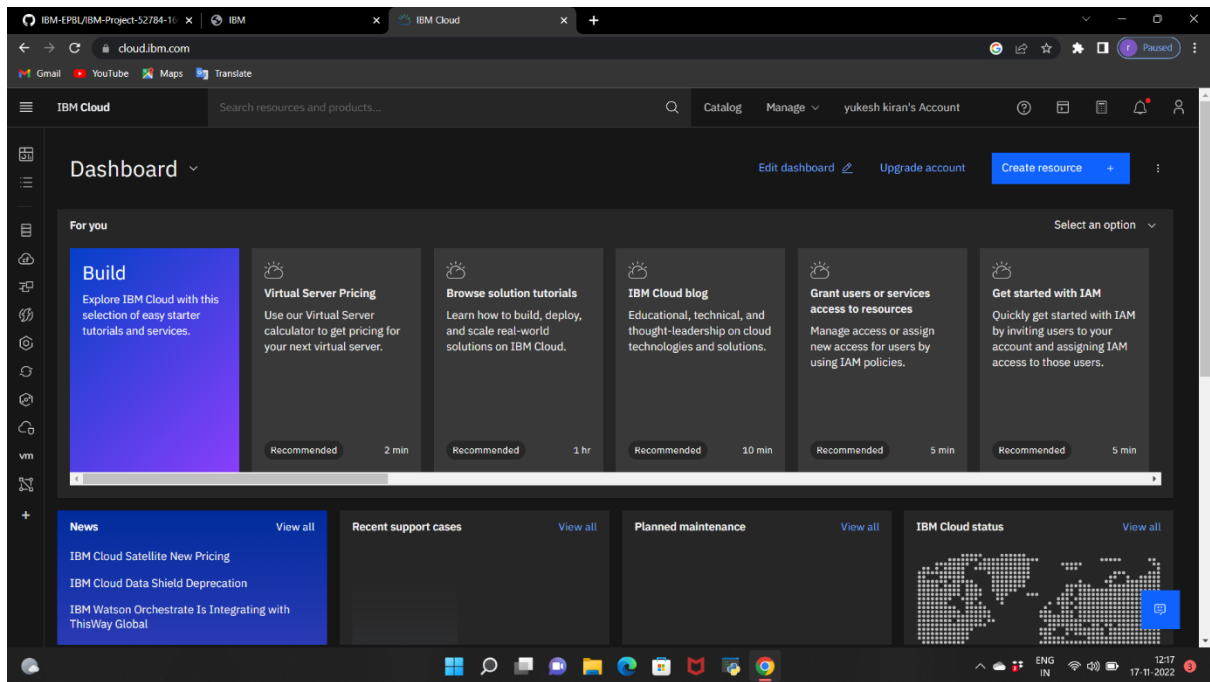 IBM-EPBL/IBM-Project-52784-16
IBM
IBM Cloud
cloud.ibm.com
r
Paused
Gmail
YouTube
Maps
Translate
IBM Cloud
Search resources and products...
Catalog
Manage
yukesh kiran's Account
Dashboard
Edit dashboard
Upgrade account
Create resource +
For you
Select an option
Build
Explore IBM Cloud with this
selection of easy starter
tutorials and services.
Virtual Server Pricing
Use our Virtual Server
calculator to get pricing for
your next virtual server.
Recommended
2 min
Browse solution tutorials
Learn how to build, deploy,
and scale real-world
solutions on IBM Cloud.
Recommended
1 hr
IBM Cloud blog
Educational, technical, and
thought-leadership on cloud
technologies and solutions.
Recommended
10 min
Grant users or services
access to resources
Manage access or assign
new access for users by
using IAM policies.
Recommended
5 min
Get started with IAM
Quickly get started with IAM
by inviting users to your
account and assigning IAM
access to those users.
Recommended
5 min
vm
News
View all
IBM Cloud Satellite New Pricing
IBM Cloud Data Shield Deprecation
IBM Watson Orchestrate Is Integrating with
ThisWay Global
Recent support cases
View all
Planned maintenance
View all
IBM Cloud status
View all
ENG
IN
12:17
17-11-2022
3